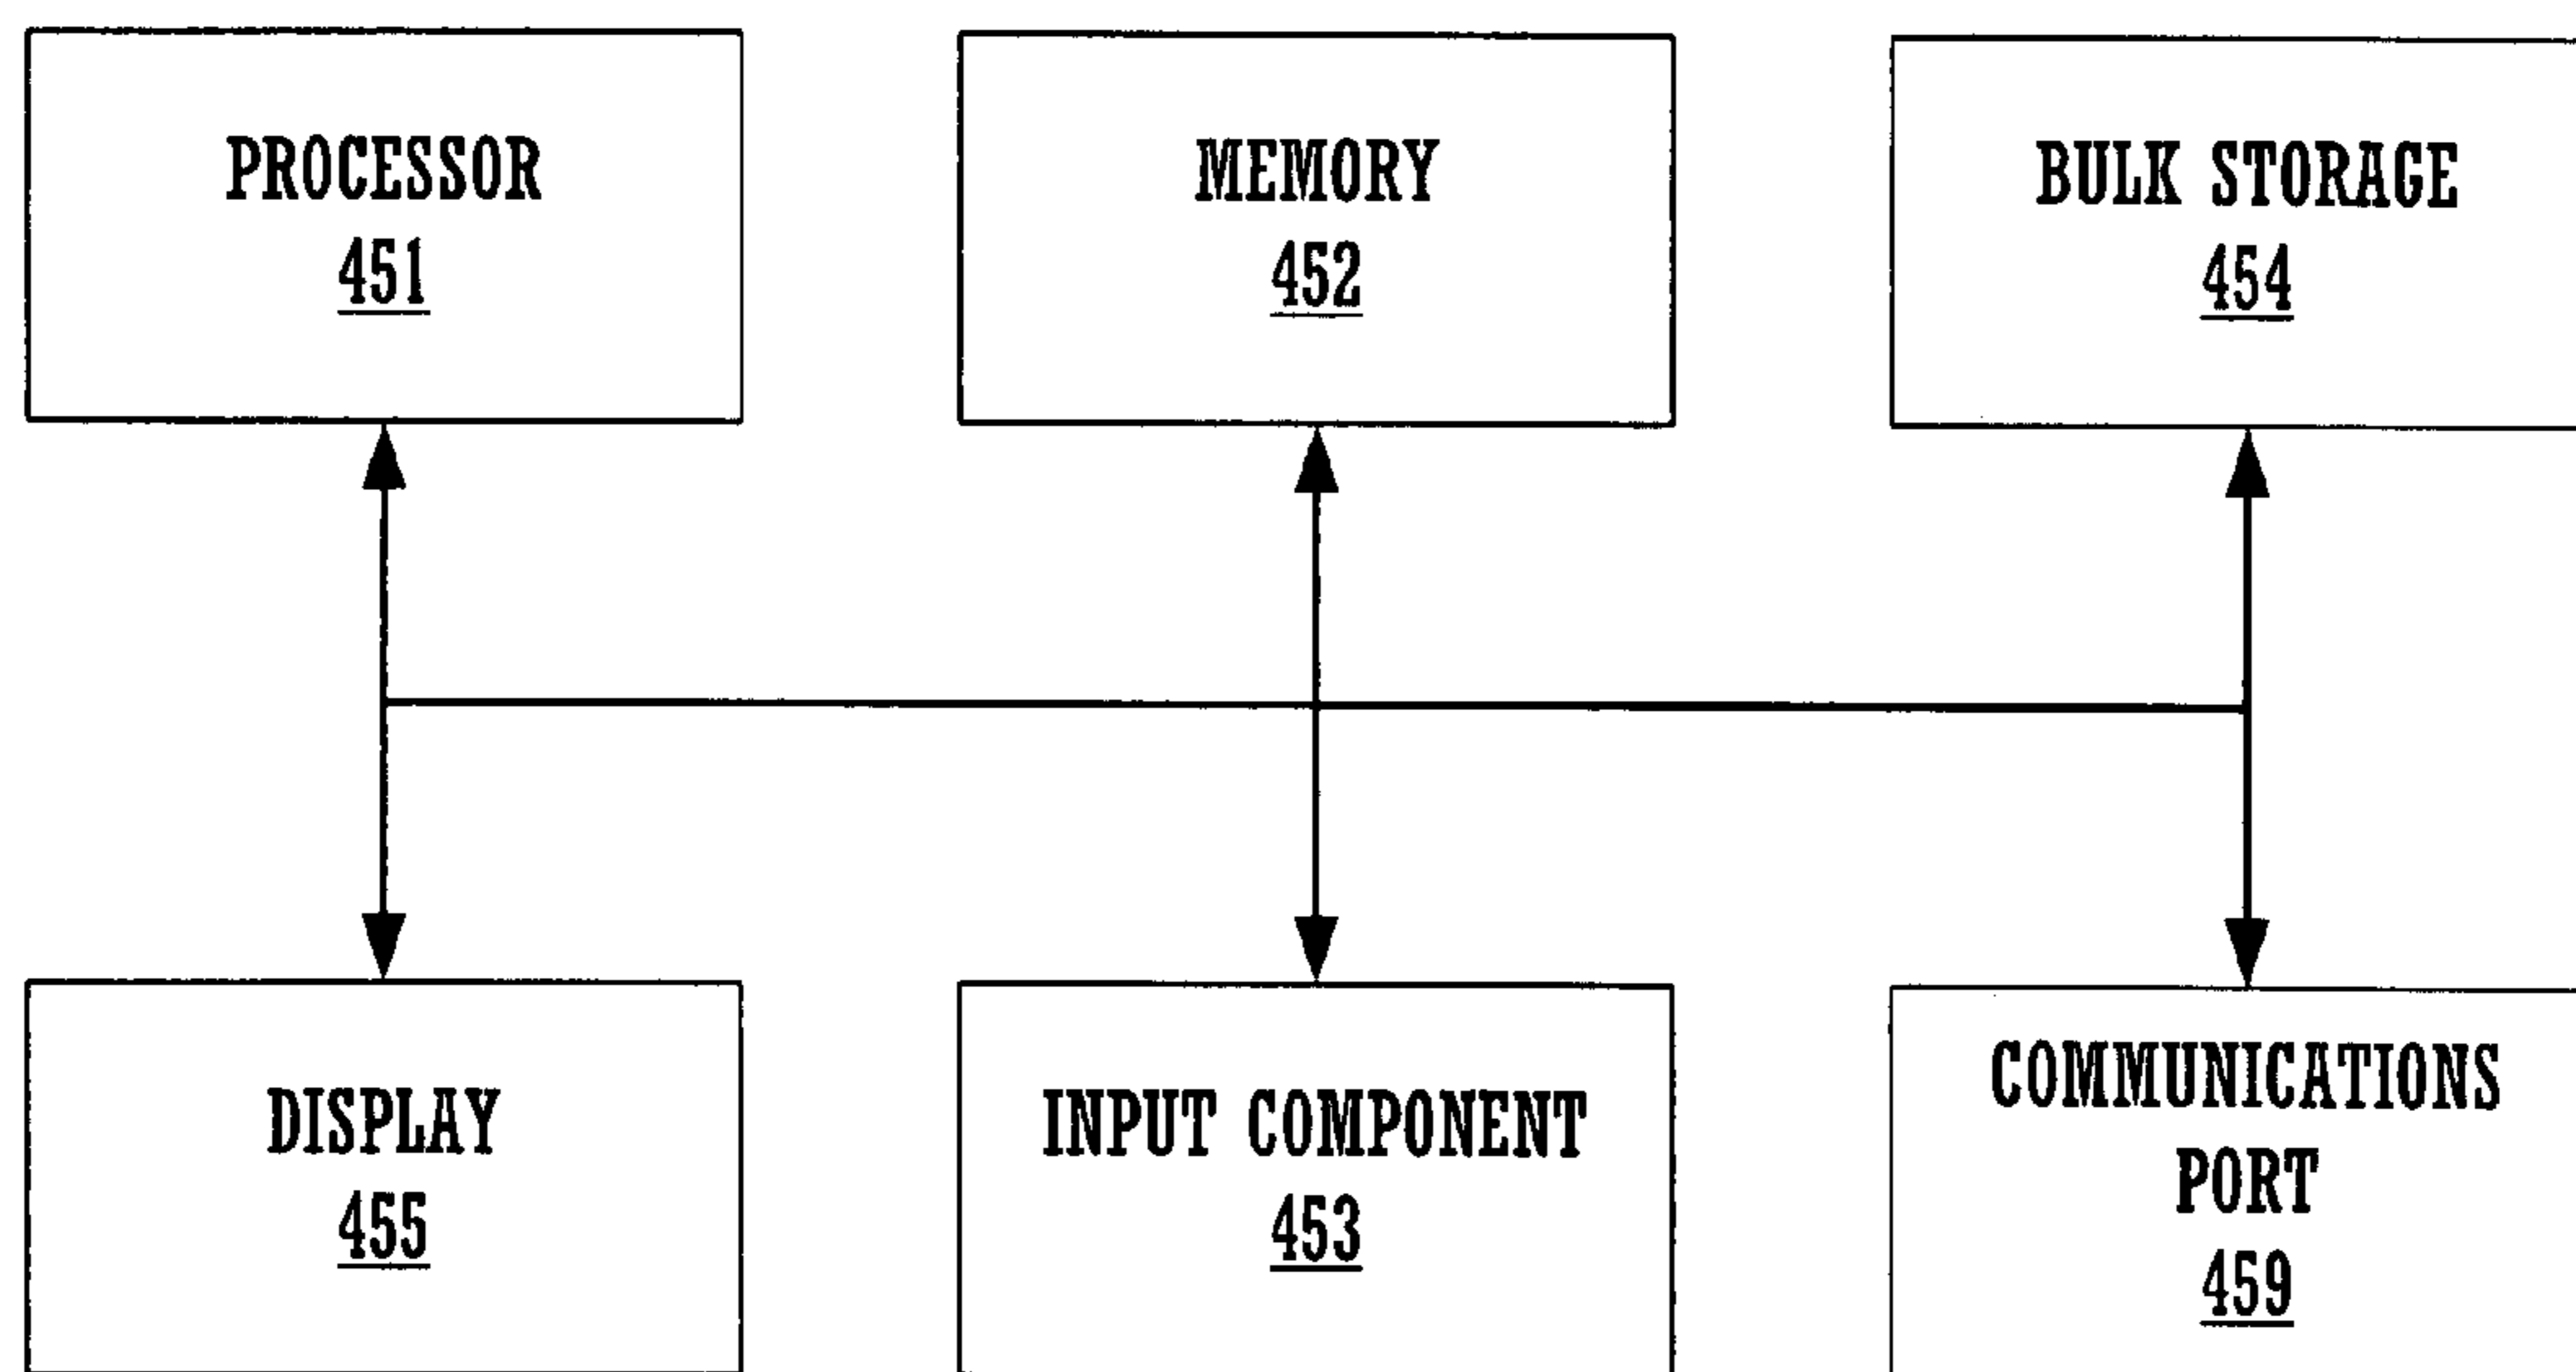 PROCESSOR
451
MEMORY
452
BULK STORAGE
454
DISPLAY
455
INPUT COMPONENT
453
COMMUNICATIONS
PORT
459